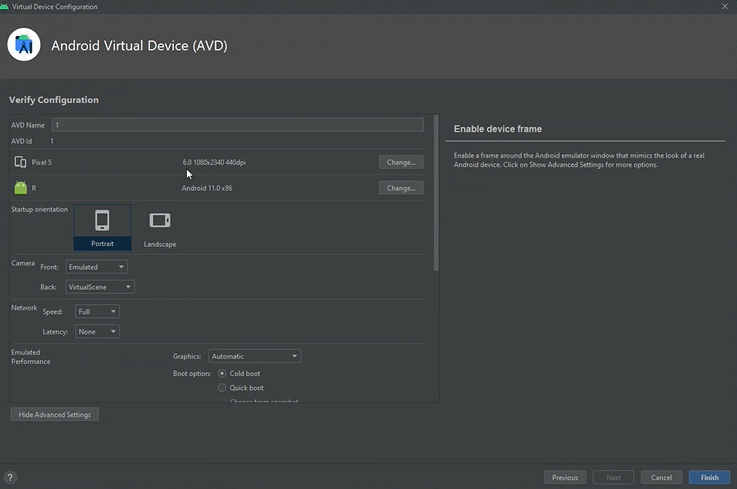 Virtual Device Configuration
Android Virtual Device (AVD)
Verify Configuration
AVD Name 1
AVD Id 1
Pixel 5 6.0 1080x2340 440dpi Change...
R Android 11.0 x86 Change...
Startup orientation
Portrait Landscape
Camera Front: Emulated
Back: VirtualScene
Network Speed: Full
Latency: None
Emulated
Performance
Graphics: Automatic
Boot option: Cold boot
Quick boot
Choose from snapshot
Hide Advanced Settings
Enable device frame
Enable a frame around the Android emulator window that mimics the look of a real
Android device. Click on Show Advanced Settings for more options.
? Previous Next Cancel Finish